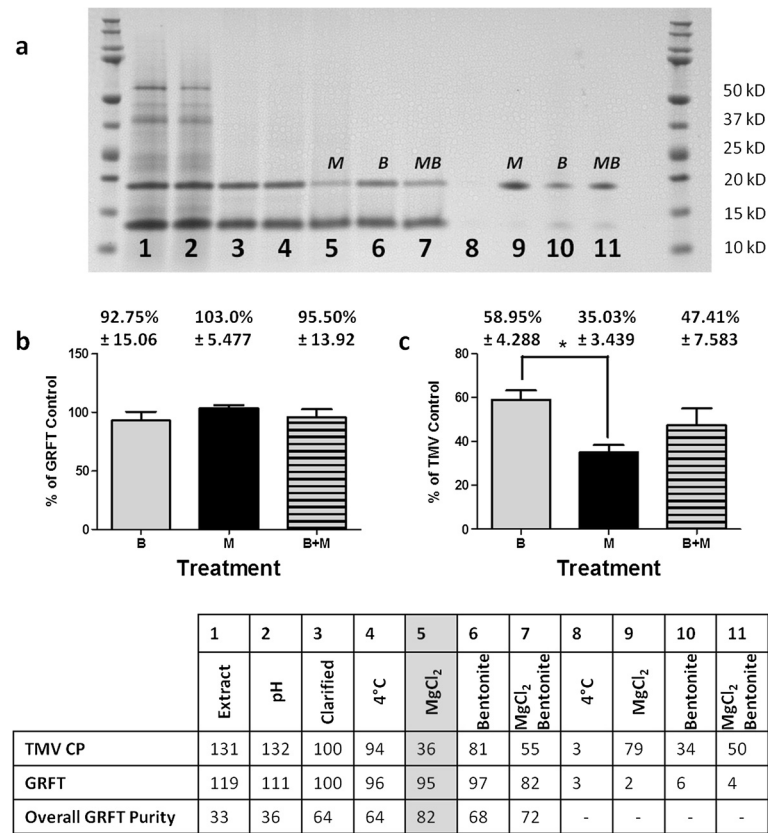 a
50 kD
37 kD
25 kD
20 kD
15 kD
10 kD
M B MB M B MB
1 2 3 4 5 6 7 8 9 10 11
b
92.75% 103.0% 95.50%
± 15.06 ± 5.477 ± 13.92
% of GRFT Control
150
100
50
0
B M B+M
Treatment
c
58.95% 35.03% 47.41%
± 4.288 ± 3.439 ± 7.583
*
% of TMV Control
80
60
40
20
0
B M B+M
Treatment
1 2 3 4 5 6 7 8 9 10 11
Extract
pH
Clarified
4°C
MgCl₂
Bentonite
MgCl₂ Bentonite
4°C
MgCl₂
Bentonite
MgCl₂ Bentonite
TMV CP 131 132 100 94 36 81 55 3 79 34 50
GRFT 119 111 100 96 95 97 82 3 2 6 4
Overall GRFT Purity 33 36 64 64 82 68 72 - - - -